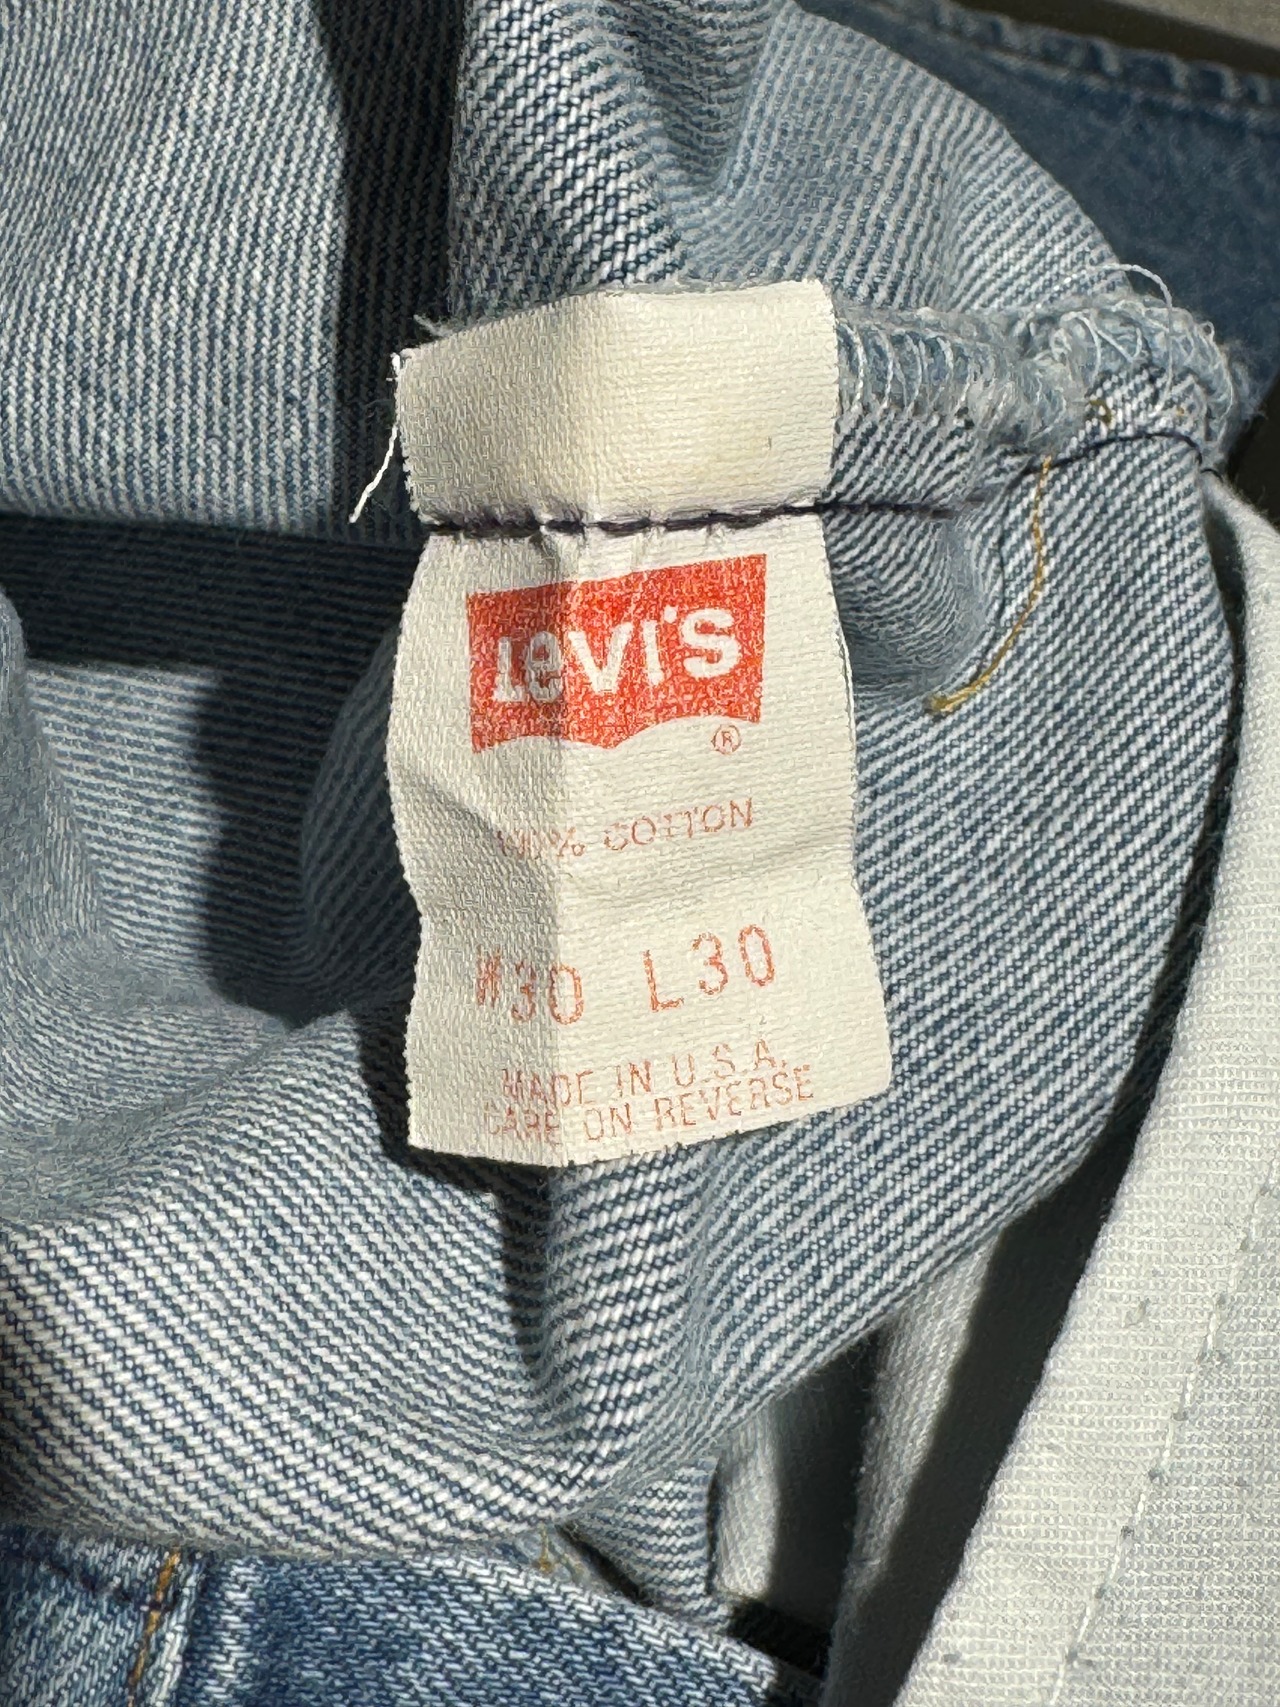 Levi's
®
100% COTTON
W30 L30
MADE IN U.S.A.
CARE ON REVERSE